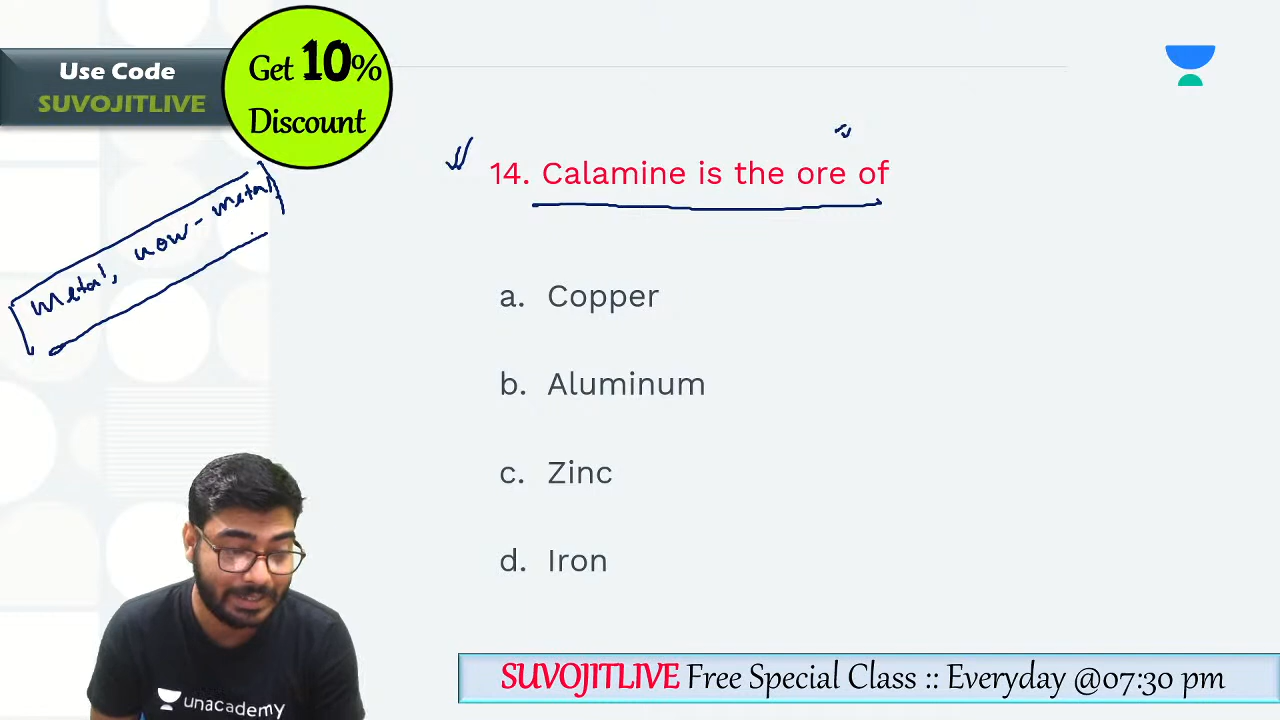 Use Code
SUVOJITLIVE
Get 10%
Discount
metal, non-metal
14. Calamine is the ore of
a. Copper
b. Aluminum
c. Zinc
d. Iron
unacademy
SUVOJITLIVE Free Special Class :: Everyday @07:30 pm